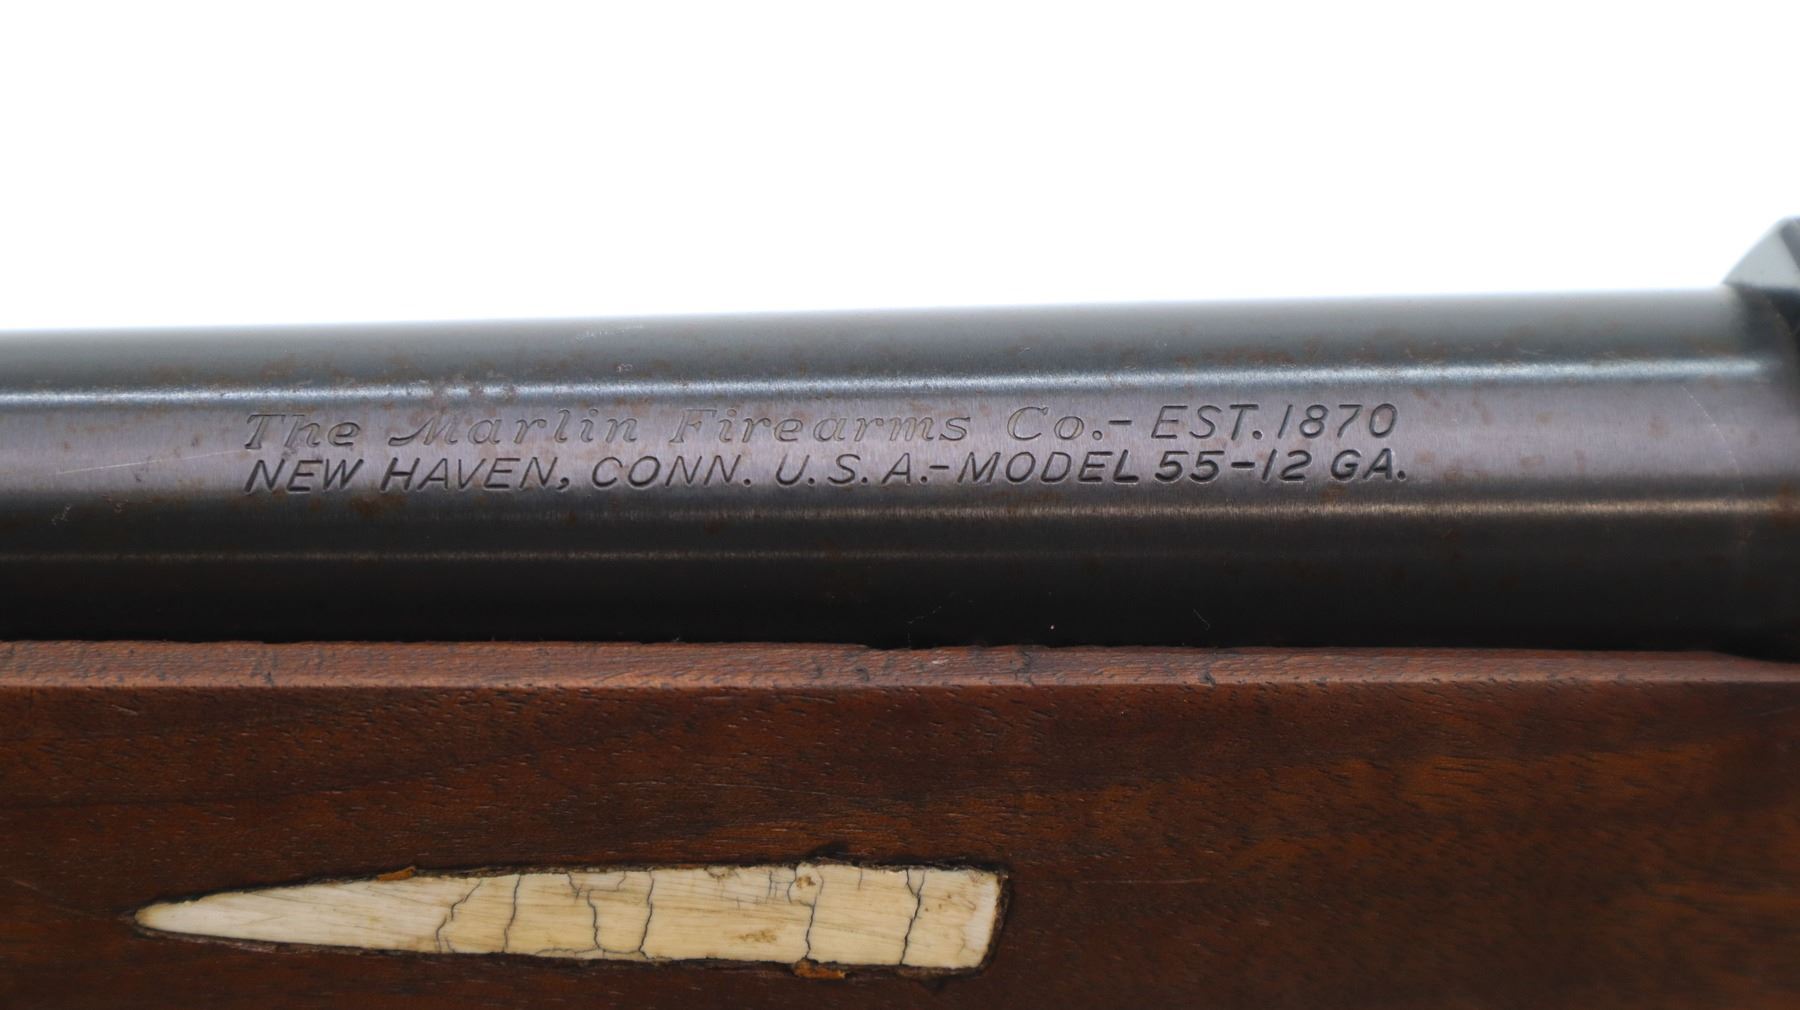 The Marlin Firearms Co.- EST. 1870
NEW HAVEN, CONN. U.S.A.-MODEL 55-12 GA.